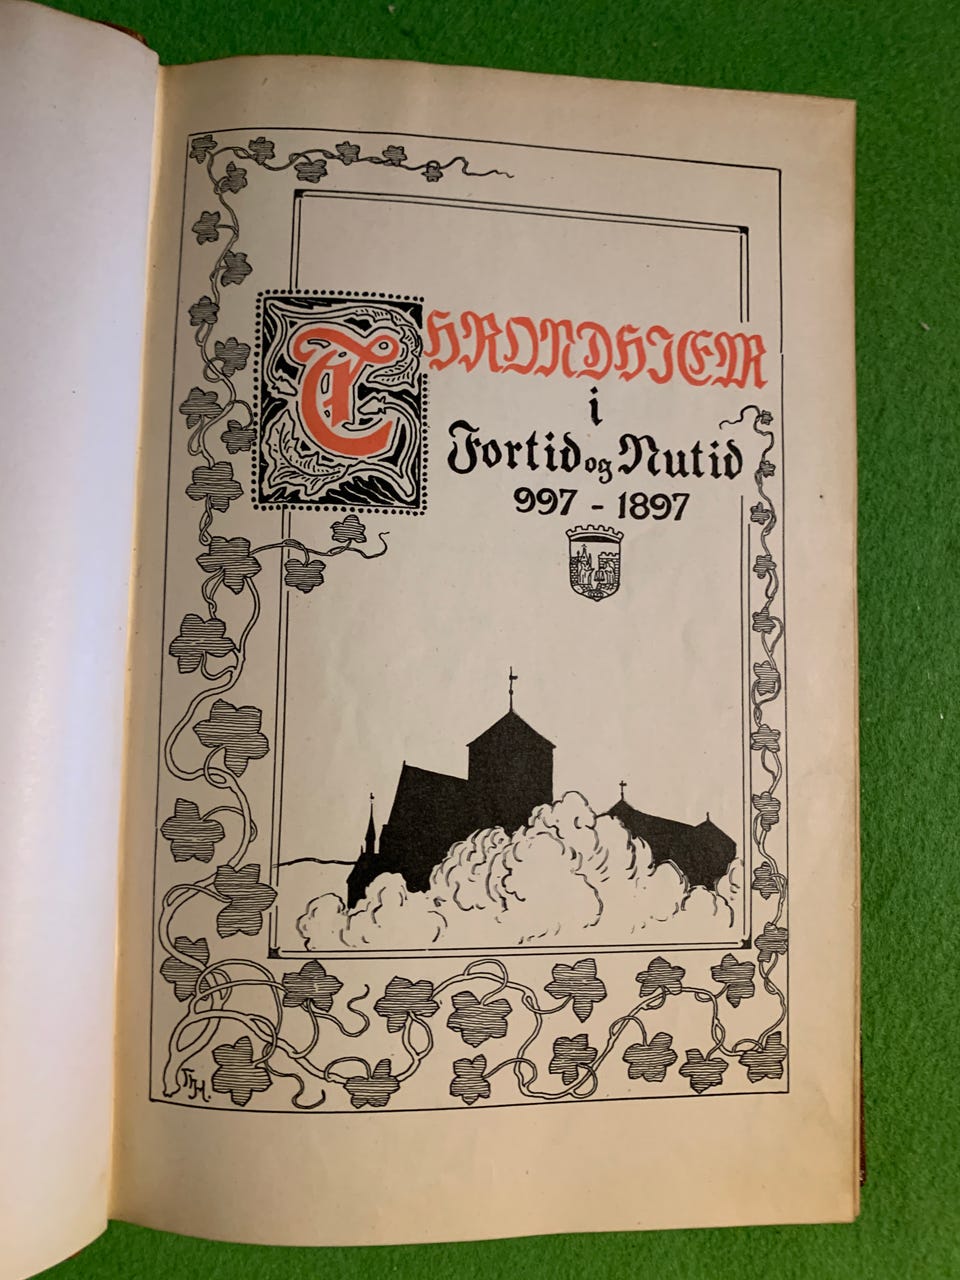 THRONDHJEM
i
Fortid og Nutid
997 - 1897